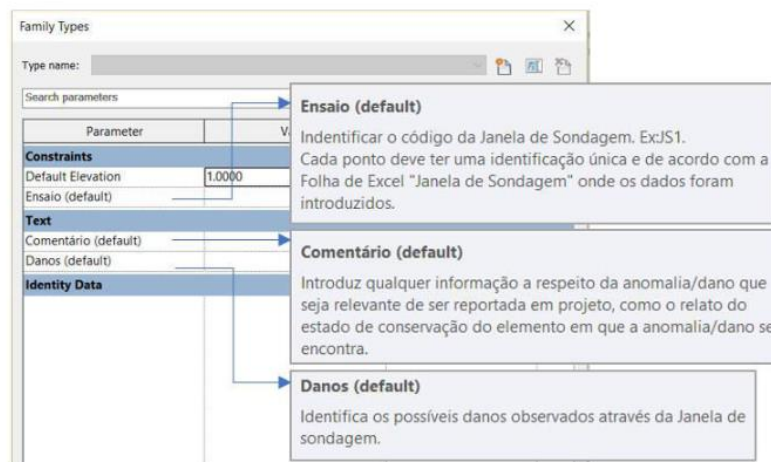 Family Types
Type name:
Search parameters
Parameter
Constraints
Default Elevation 1.0000
Ensaio (default)
Text
Comentário (default)
Danos (default)
Identity Data
Ensaio (default)
Indentificar o código da Janela de Sondagem. Ex:JS1.
Cada ponto deve ter uma identificação única e de acordo com a
Folha de Excel "Janela de Sondagem" onde os dados foram
introduzidos.
Comentário (default)
Introduz qualquer informação a respeito da anomalia/dano que
seja relevante de ser reportada em projeto, como o relato do
estado de conservação do elemento em que a anomalia/dano se
encontra.
Danos (default)
Identifica os possíveis danos observados através da Janela de
sondagem.